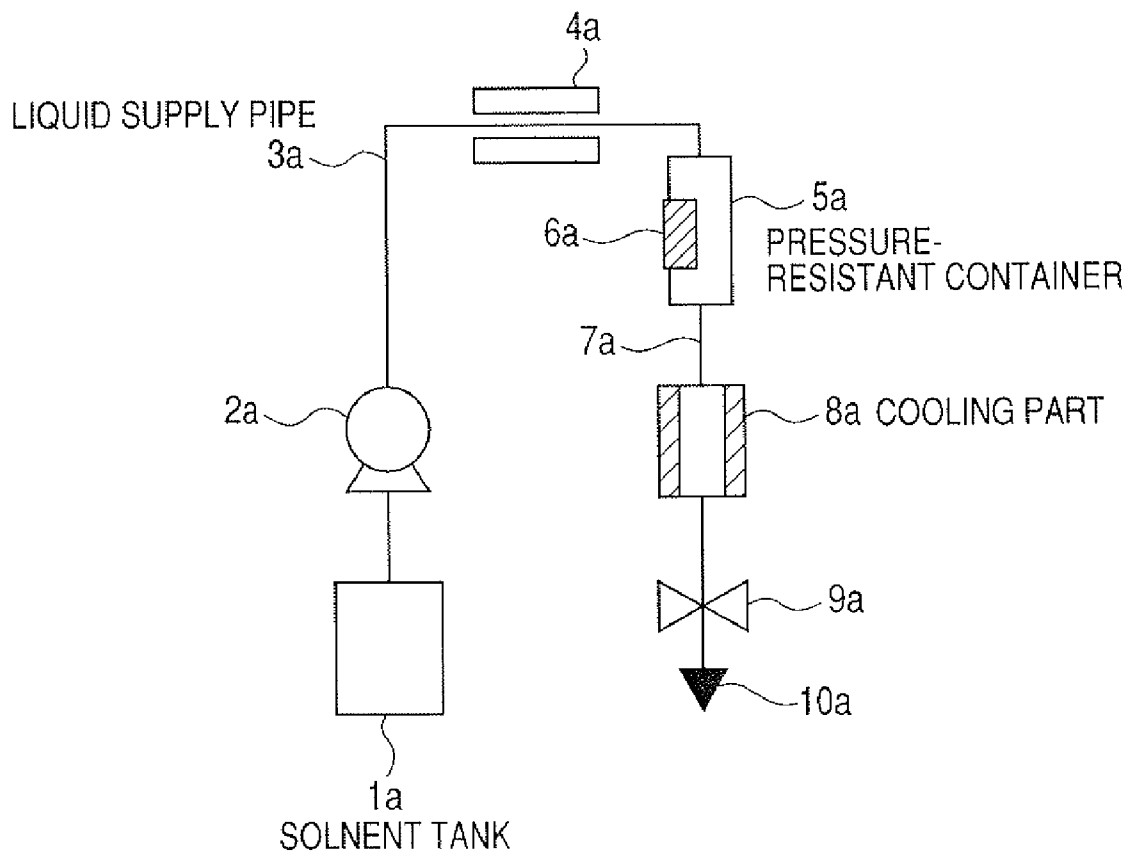 4a
LIQUID SUPPLY PIPE
3a
5a
6a
PRESSURE-
RESISTANT CONTAINER
7a
2a
8a COOLING PART
9a
10a
1a
SOLNENT TANK